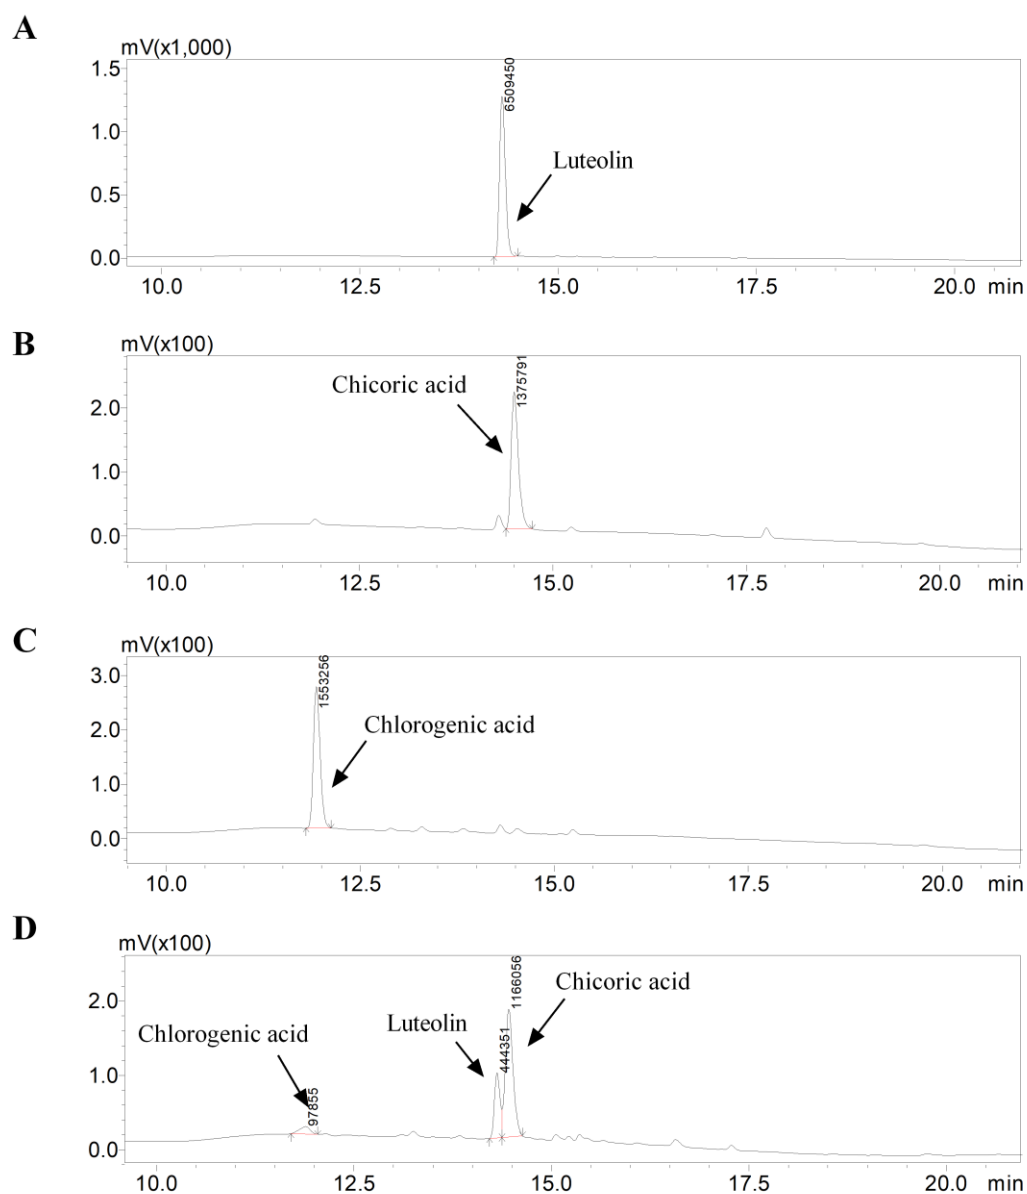 A
mV(x1,000)
1.5
6509450
1.0
Luteolin
0.5
0.0
10.0 12.5 15.0 17.5 20.0 min
B
mV(x100)
1375791
Chicoric acid
2.0
1.0
0.0
10.0 12.5 15.0 17.5 20.0 min
C
mV(x100)
3.0
1553256
Chlorogenic acid
2.0
1.0
0.0
10.0 12.5 15.0 17.5 20.0 min
D
mV(x100)
1166056
Chicoric acid
2.0
Luteolin
Chlorogenic acid
444351
1.0
97855
0.0
10.0 12.5 15.0 17.5 20.0 min